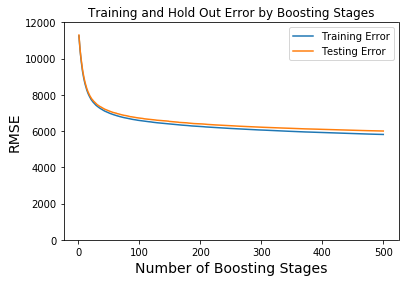 Training and Hold Out Error by Boosting Stages
12000
10000
8000
6000
4000
2000
0
RMSE
Training Error
Testing Error
0 100 200 300 400 500
Number of Boosting Stages